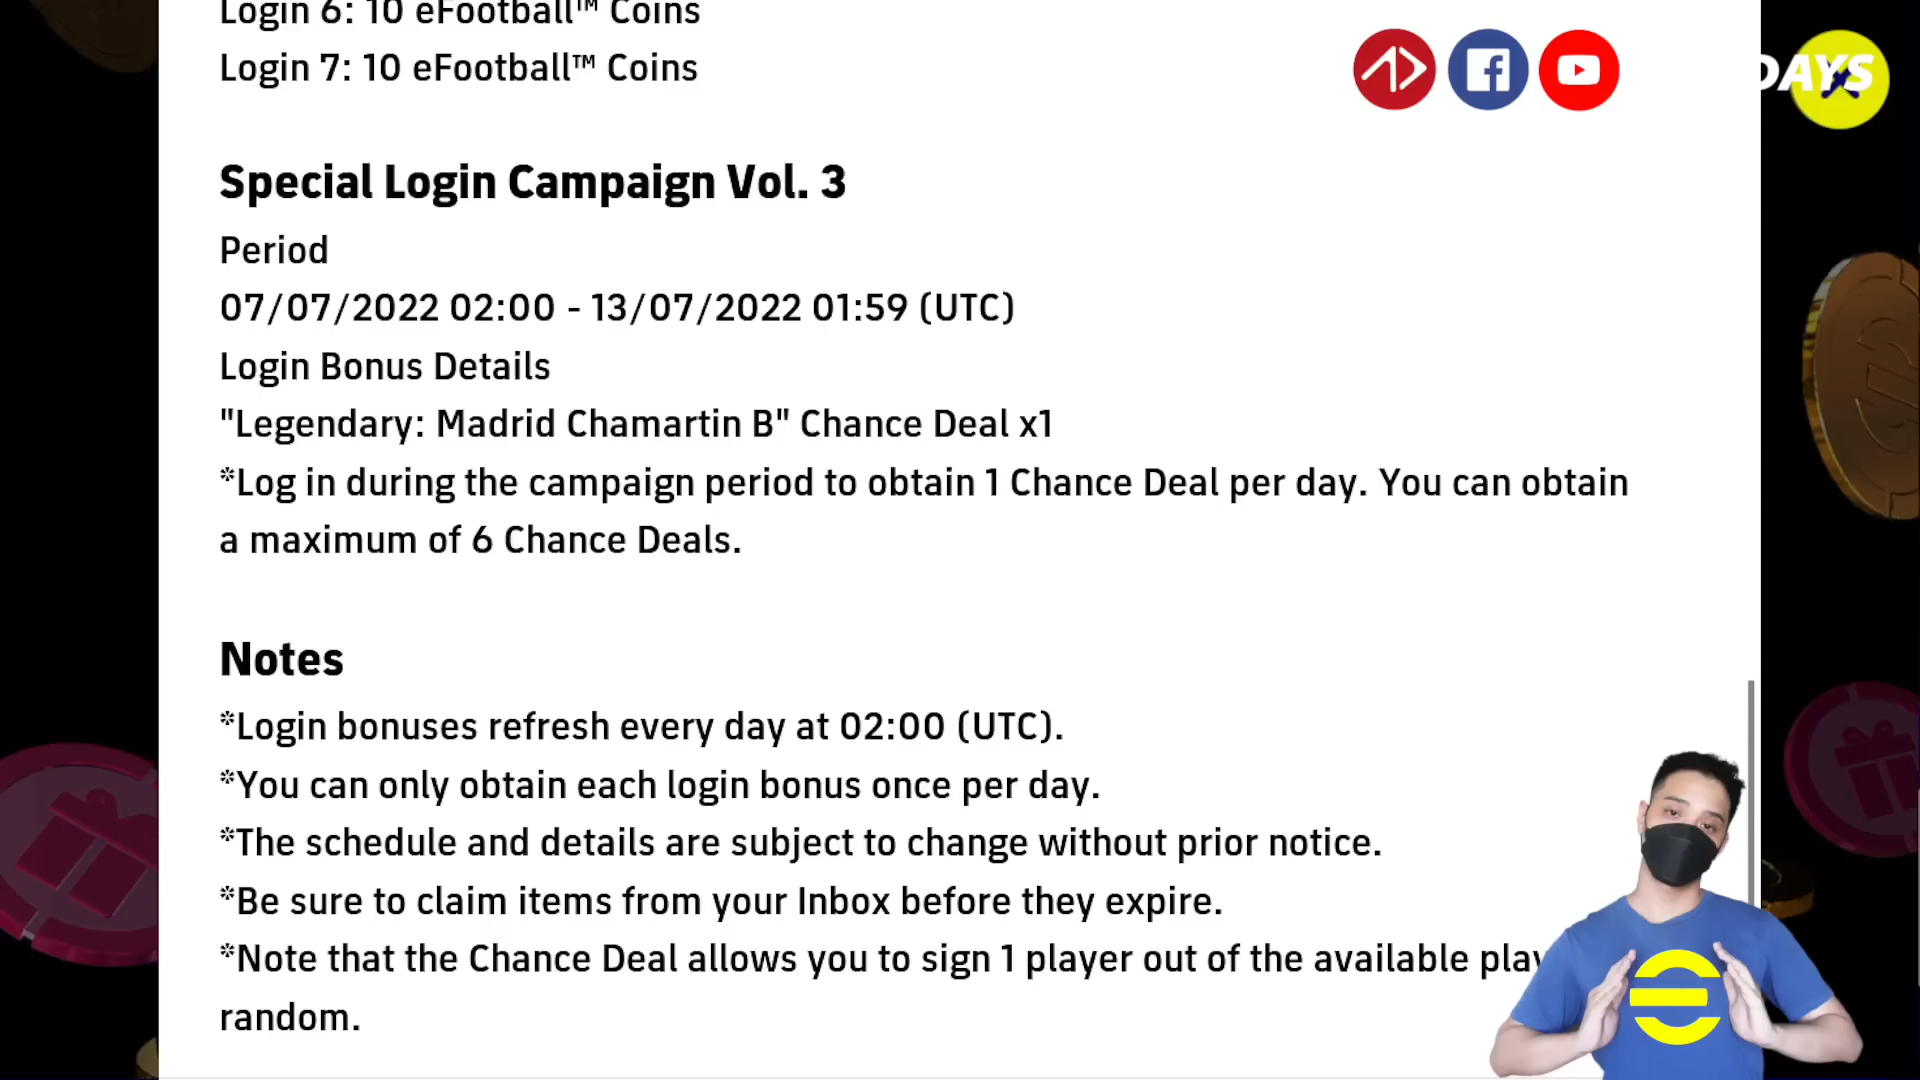 Login 6: 10 eFootball™ Coins
Login 7: 10 eFootball™ Coins
DAYS
Special Login Campaign Vol. 3
Period
07/07/2022 02:00 - 13/07/2022 01:59 (UTC)
Login Bonus Details
"Legendary: Madrid Chamartin B" Chance Deal x1
*Log in during the campaign period to obtain 1 Chance Deal per day. You can obtain
a maximum of 6 Chance Deals.
Notes
*Login bonuses refresh every day at 02:00 (UTC).
*You can only obtain each login bonus once per day.
*The schedule and details are subject to change without prior notice.
*Be sure to claim items from your Inbox before they expire.
*Note that the Chance Deal allows you to sign 1 player out of the available
random.